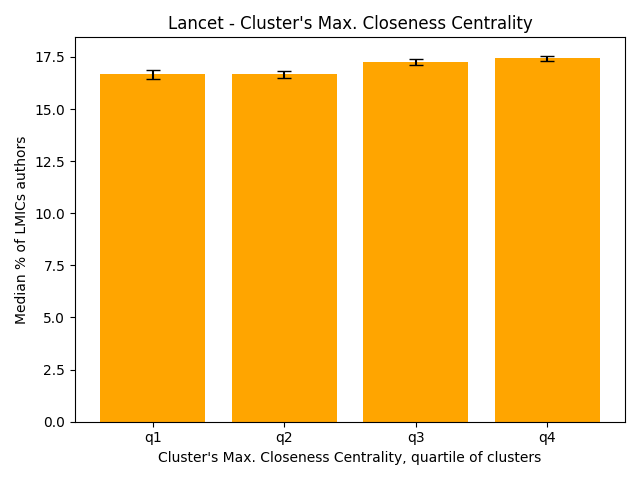 Lancet - Cluster's Max. Closeness Centrality
Median % of LMICs authors
17.5
15.0
12.5
10.0
7.5
5.0
2.5
0.0
q1 q2 q3 q4
Cluster's Max. Closeness Centrality, quartile of clusters